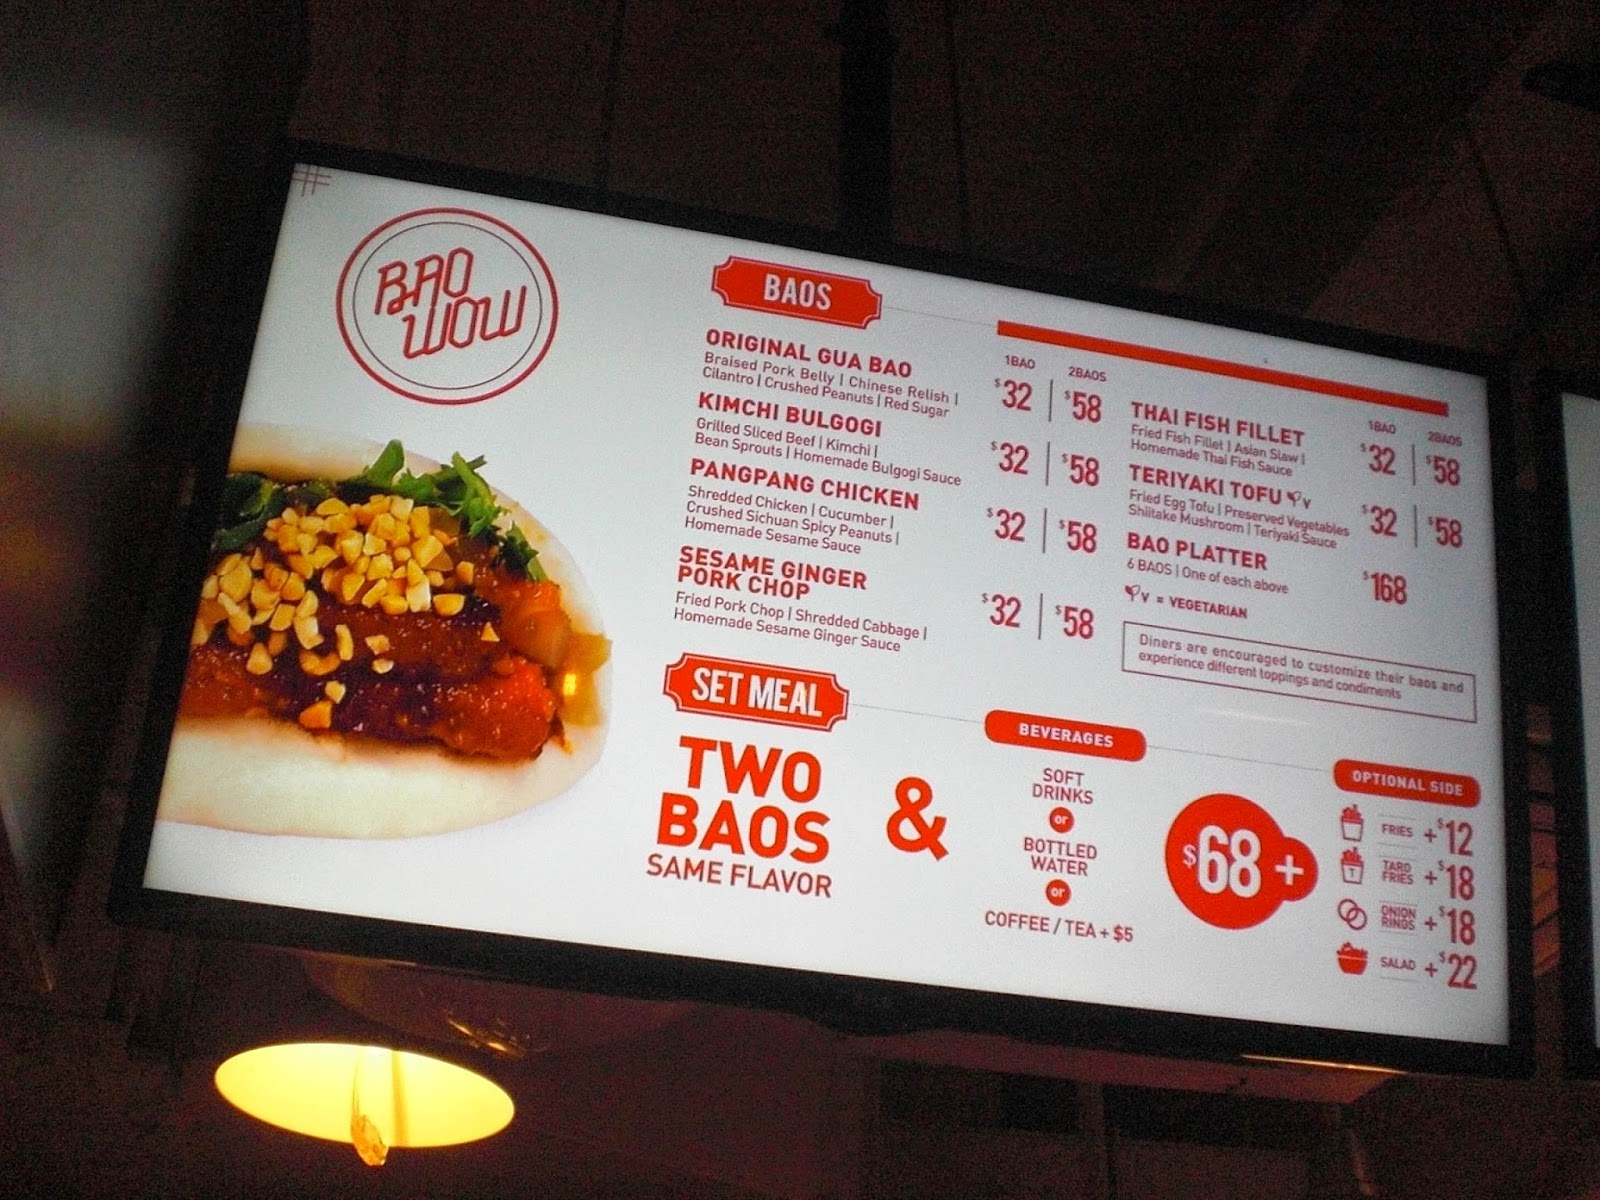 BAO
WOW
BAOS
1BAO 2BAOS
ORIGINAL GUA BAO
Braised Pork Belly | Chinese Relish |
Cilantro | Crushed Peanuts | Red Sugar
$32 | $58
KIMCHI BULGOGI
Grilled Sliced Beef | Kimchi |
Bean Sprouts | Homemade Bulgogi Sauce
$32 | $58
PANGPANG CHICKEN
Shredded Chicken | Cucumber |
Crushed Sichuan Spicy Peanuts |
Homemade Sesame Sauce
$32 | $58
SESAME GINGER
PORK CHOP
Fried Pork Chop | Shredded Cabbage |
Homemade Sesame Ginger Sauce
$32 | $58
1BAO 2BAOS
THAI FISH FILLET
Fried Fish Fillet | Asian Slaw |
Homemade Thai Fish Sauce
$32 | $58
TERIYAKI TOFU V
Fried Egg Tofu | Preserved Vegetables
Shiitake Mushroom | Teriyaki Sauce
$32 | $58
BAO PLATTER
6 BAOS | One of each above
$168
V = VEGETARIAN
Diners are encouraged to customize their baos and
experience different toppings and condiments
SET MEAL
TWO
BAOS
SAME FLAVOR
&
BEVERAGES
SOFT
DRINKS
or
BOTTLED
WATER
or
COFFEE / TEA + $5
$68+
OPTIONAL SIDE
FRIES +$12
T
TARO
FRIES +$18
ONION
RINGS +$18
SALAD +$22